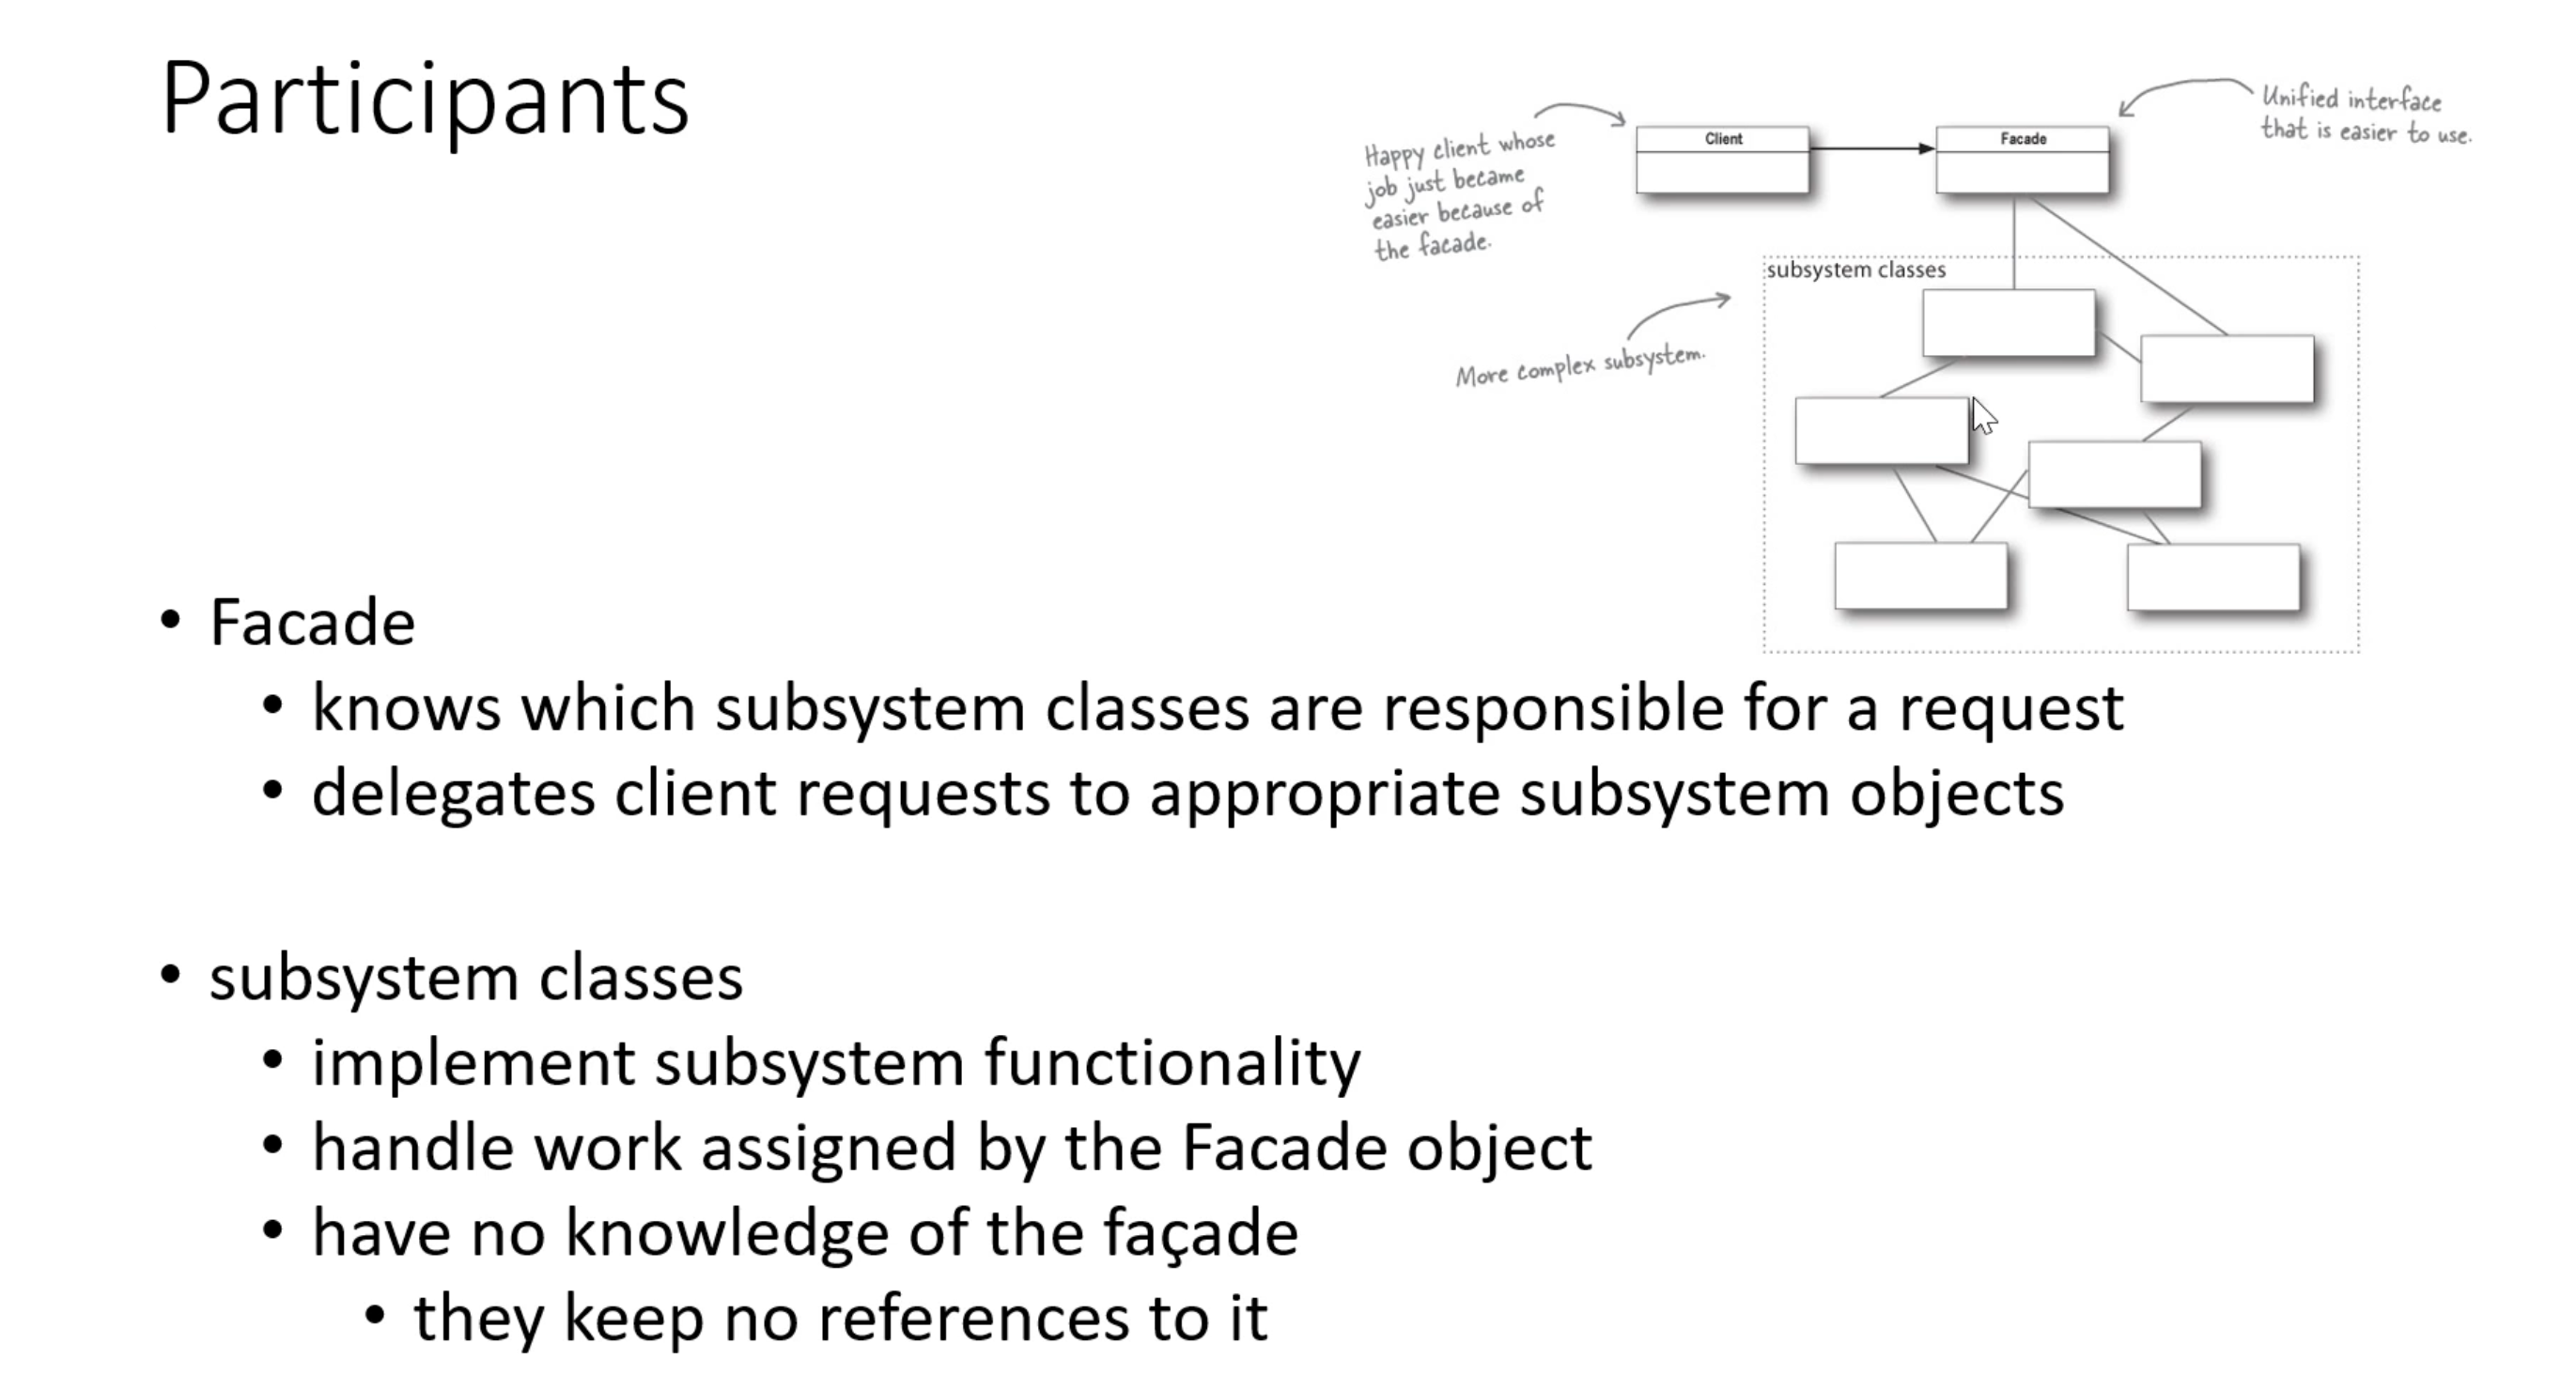 Participants
Happy client whose
job just became
easier because of
the facade.
Client
Facade
Unified interface
that is easier to use.
subsystem classes
More complex subsystem.
• Facade
• knows which subsystem classes are responsible for a request
• delegates client requests to appropriate subsystem objects
• subsystem classes
• implement subsystem functionality
• handle work assigned by the Facade object
• have no knowledge of the façade
• they keep no references to it